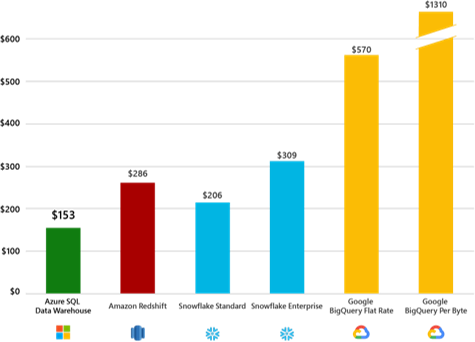 $1310
$600
$570
$500
$400
$300
$309
$286
$200
$206
$153
$100
$0
Azure SQL
Data Warehouse
Amazon Redshift
Snowflake Standard
Snowflake Enterprise
Google
BigQuery Flat Rate
Google
BigQuery Per Byte